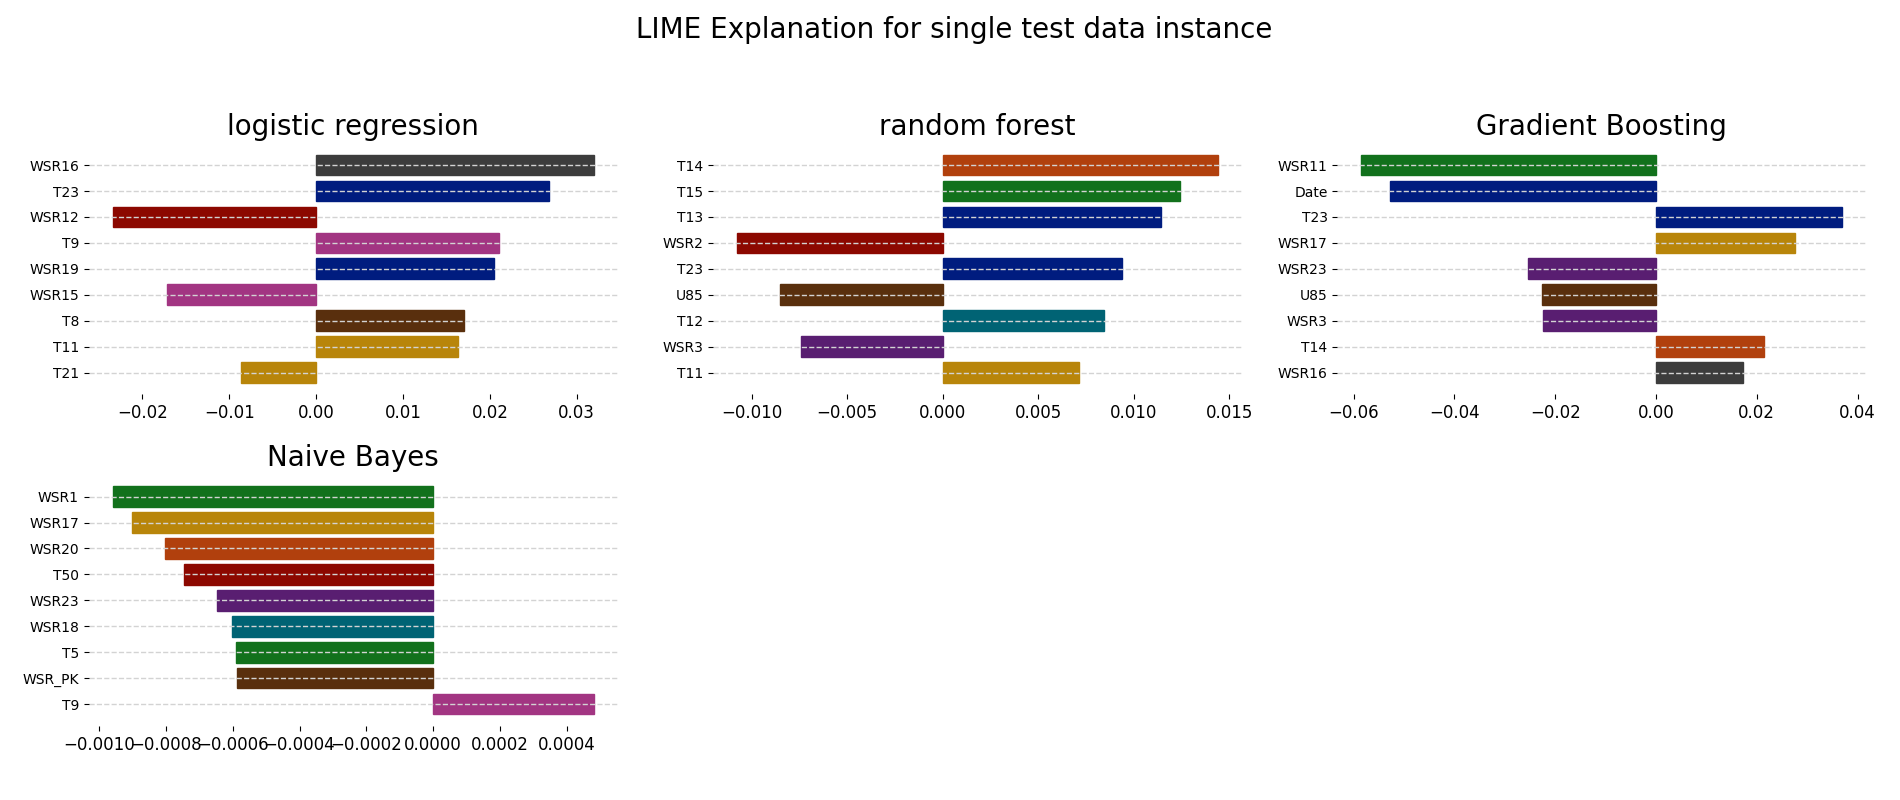 LIME Explanation for single test data instance
logistic regression
WSR16
T23
WSR12
T9
WSR19
WSR15
T8
T11
T21
−0.02 −0.01 0.00 0.01 0.02 0.03
random forest
T14
T15
T13
WSR2
T23
U85
T12
WSR3
T11
−0.010 −0.005 0.000 0.005 0.010 0.015
Gradient Boosting
WSR11
Date
T23
WSR17
WSR23
U85
WSR3
T14
WSR16
−0.06 −0.04 −0.02 0.00 0.02 0.04
Naive Bayes
WSR1
WSR17
WSR20
T50
WSR23
WSR18
T5
WSR_PK
T9
−0.0010 −0.0008 −0.0006 −0.0004 −0.0002 0.0000 0.0002 0.0004